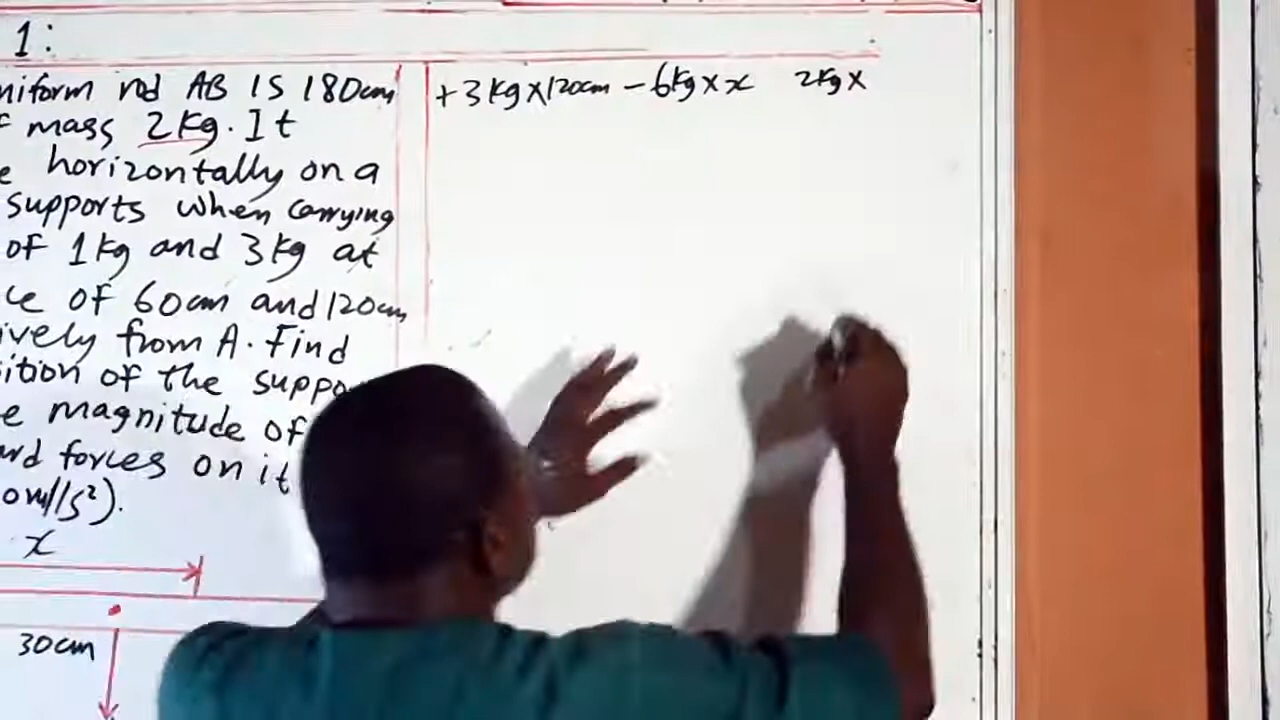 1:
niform rod AB IS 180cm
f mass 2Kg. It
e horizontally on a
supports when carrying
of 1kg and 3kg at
ce of 60cm and 120cm
ively from A. Find
ition of the suppo
e magnitude of
ard forces on it
om/s²).
x
30cm
+3kg x 120cm - 6kg x x 2kg x